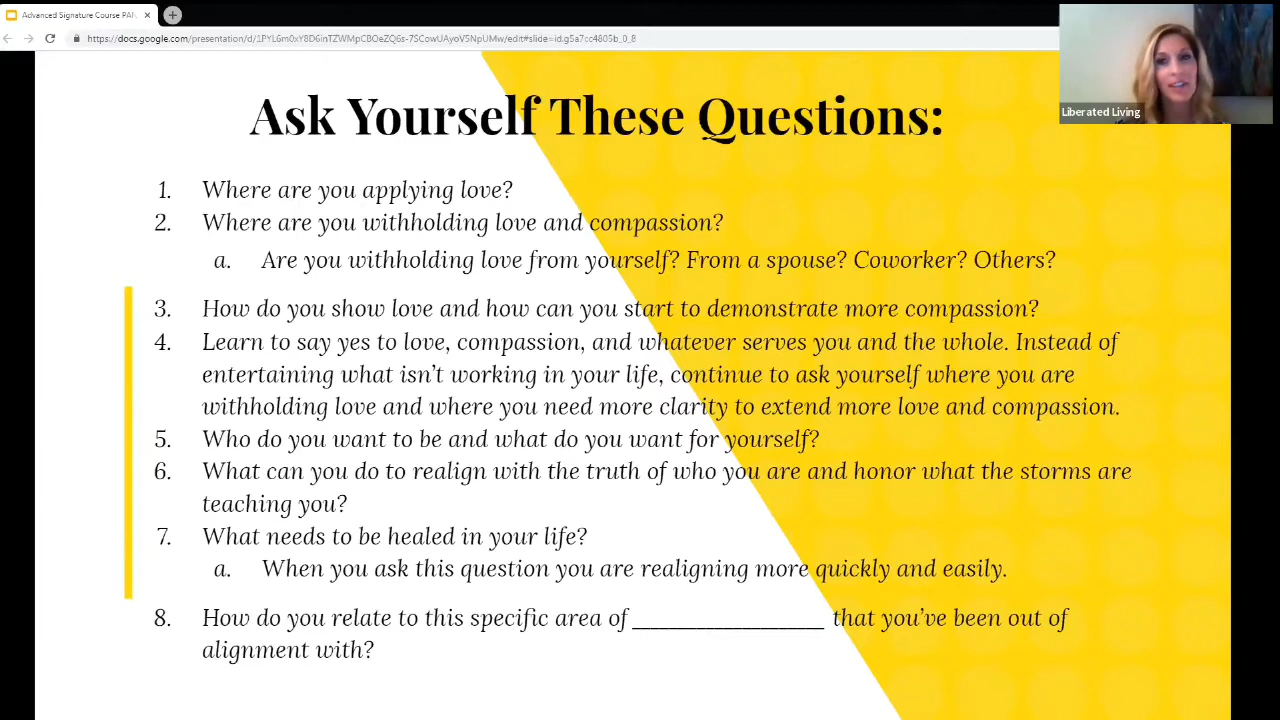 Advanced Signature Course PAR
https://docs.google.com/presentation/d/1PYL6m0xY8D6inTZWMpCBOeZQ6s-7SCowUAyoV5NpUMw/edit#slide=id.g5a7cc4805b_0_8
Liberated Living
Ask Yourself These Questions:
1. Where are you applying love?
2. Where are you withholding love and compassion?
a. Are you withholding love from yourself? From a spouse? Coworker? Others?
3. How do you show love and how can you start to demonstrate more compassion?
4. Learn to say yes to love, compassion, and whatever serves you and the whole. Instead of
entertaining what isn't working in your life, continue to ask yourself where you are
withholding love and where you need more clarity to extend more love and compassion.
5. Who do you want to be and what do you want for yourself?
6. What can you do to realign with the truth of who you are and honor what the storms are
teaching you?
7. What needs to be healed in your life?
a. When you ask this question you are realigning more quickly and easily.
8. How do you relate to this specific area of ________________ that you've been out of
alignment with?